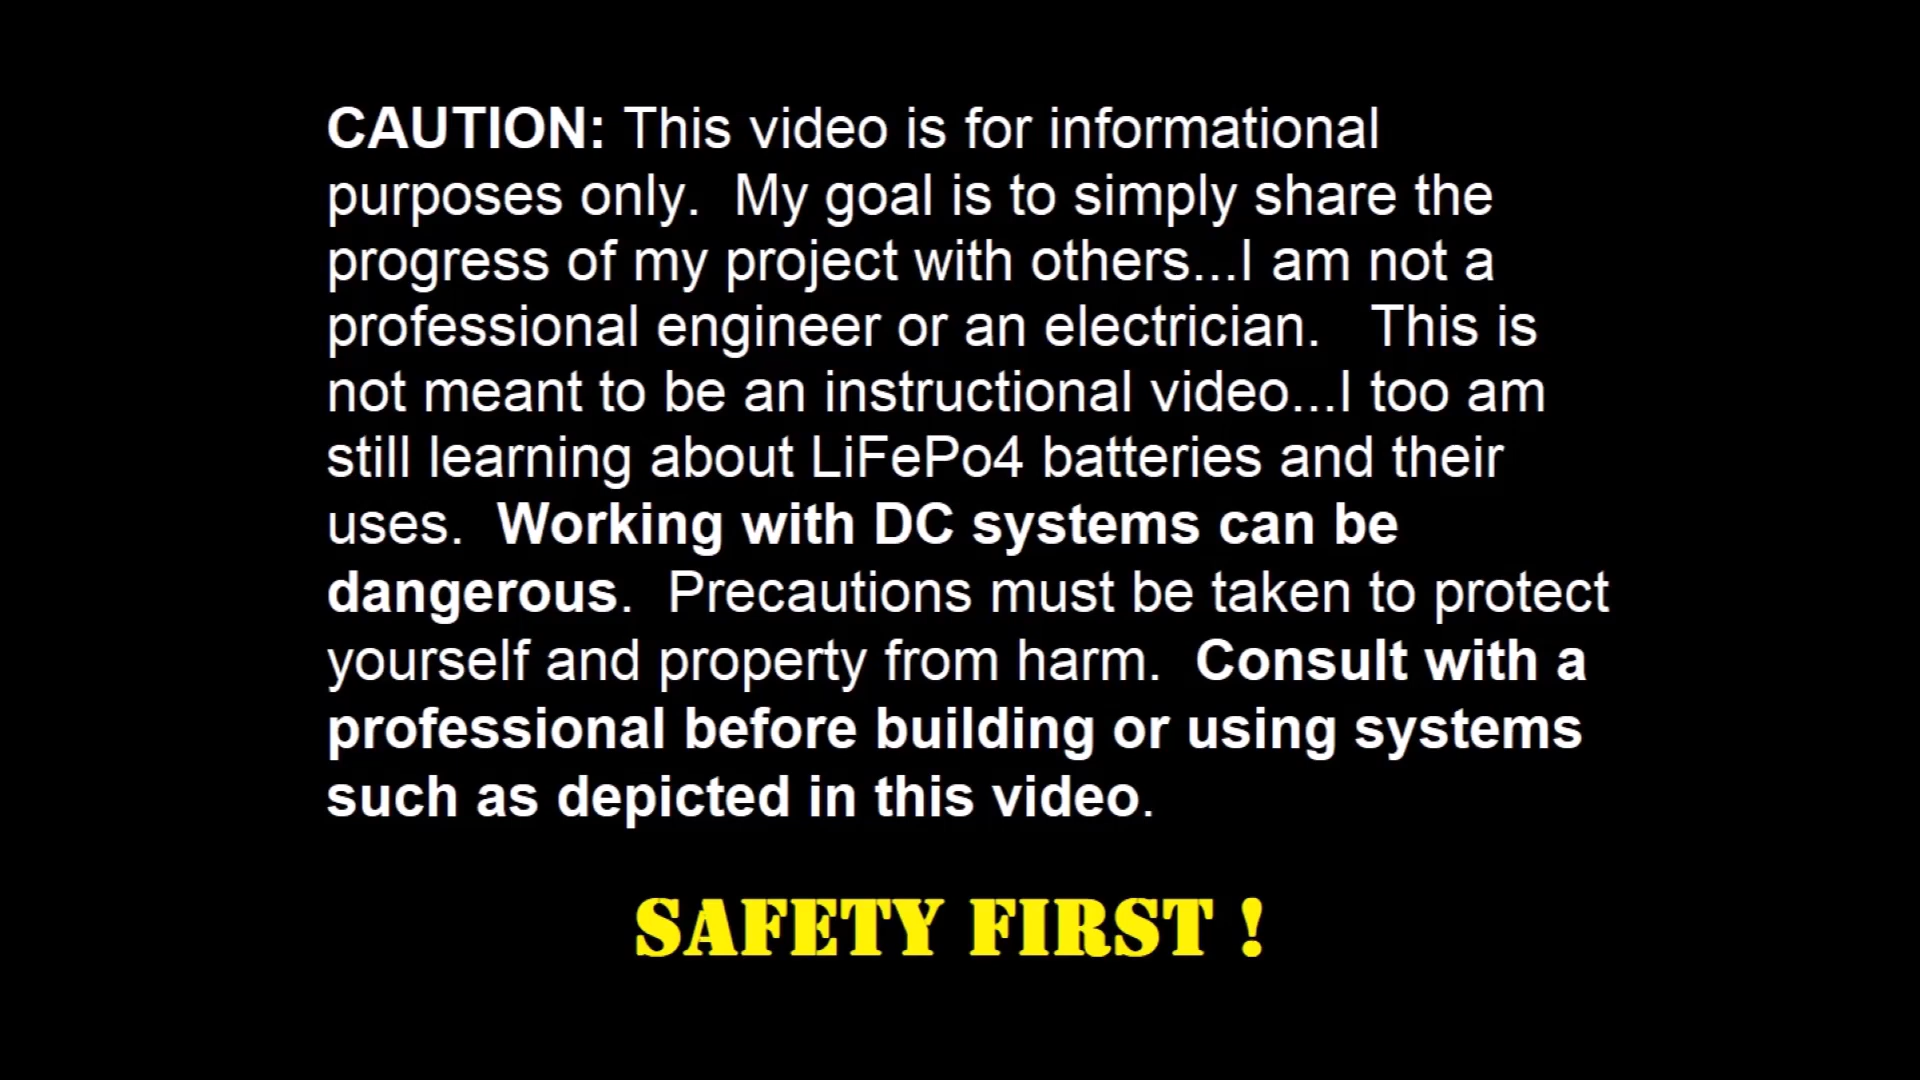 CAUTION: This video is for informational
purposes only.  My goal is to simply share the
progress of my project with others...I am not a
professional engineer or an electrician.   This is
not meant to be an instructional video...I too am
still learning about LiFePo4 batteries and their
uses.  Working with DC systems can be
dangerous.  Precautions must be taken to protect
yourself and property from harm.  Consult with a
professional before building or using systems
such as depicted in this video.
SAFETY FIRST !